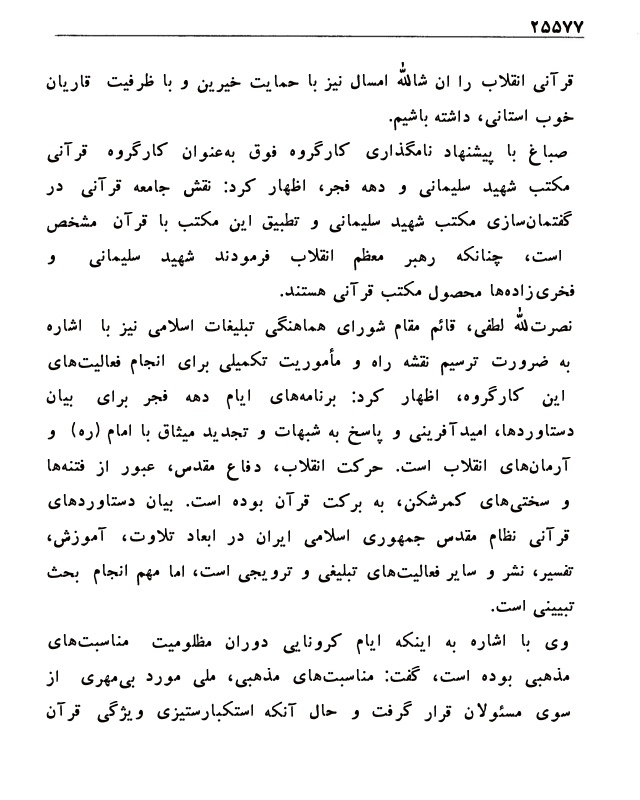 ۲۵۵۷۷
قرآنی انقلاب را ان شاالله امسال نیز با حمایت خیرین و با ظرفیت قاریان
خوب استانی، داشته باشیم.
صباغ با پیشنهاد نامگذاری کارگروه فوق به‌عنوان کارگروه قرآنی
مکتب شهید سلیمانی و دهه فجر، اظهار کرد: نقش جامعه قرآنی در
گفتمان‌سازی مکتب شهید سلیمانی و تطبیق این مکتب با قرآن مشخص
است، چنانکه رهبر معظم انقلاب فرمودند شهید سلیمانی و
فخری‌زاده‌ها محصول مکتب قرآنی هستند.
نصرت‌الله لطفی، قائم مقام شورای هماهنگی تبلیغات اسلامی نیز با اشاره
به ضرورت ترسیم نقشه راه و مأموریت تکمیلی برای انجام فعالیت‌های
این کارگروه، اظهار کرد: برنامه‌های ایام دهه فجر برای بیان
دستاوردها، امیدآفرینی و پاسخ به شبهات و تجدید میثاق با امام (ره) و
آرمان‌های انقلاب است. حرکت انقلاب، دفاع مقدس، عبور از فتنه‌ها
و سختی‌های کمرشکن، به برکت قرآن بوده است. بیان دستاوردهای
قرآنی نظام مقدس جمهوری اسلامی ایران در ابعاد تلاوت، آموزش،
تفسیر، نشر و سایر فعالیت‌های تبلیغی و ترویجی است، اما مهم انجام بحث
تبیینی است.
وی با اشاره به اینکه ایام کرونایی دوران مظلومیت مناسبت‌های
مذهبی بوده است، گفت: مناسبت‌های مذهبی، ملی مورد بی‌مهری از
سوی مسئولان قرار گرفت و حال آنکه استکبارستیزی ویژگی قرآن